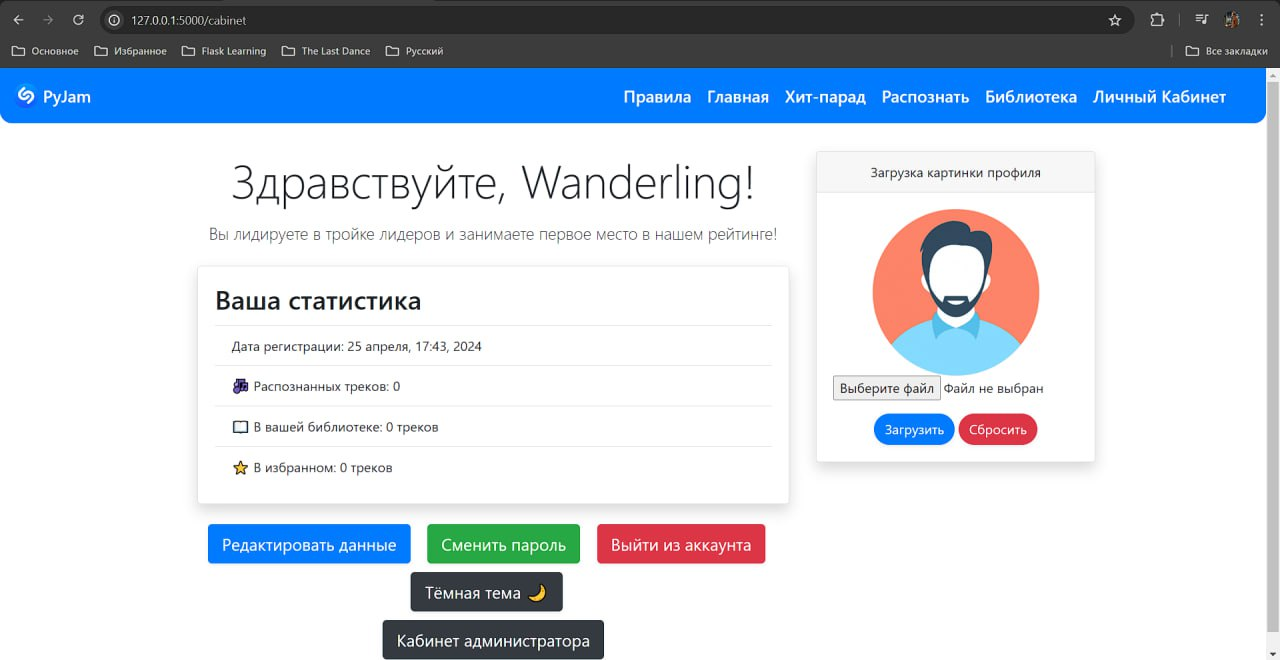 127.0.0.1:5000/cabinet
Основное Избранное Flask Learning The Last Dance Русский Все закладки
PyJam Правила Главная Хит-парад Распознать Библиотека Личный Кабинет
Здравствуйте, Wanderling!
Вы лидируете в тройке лидеров и занимаете первое место в нашем рейтинге!
Ваша статистика
Дата регистрации: 25 апреля, 17:43, 2024
Распознанных треков: 0
В вашей библиотеке: 0 треков
В избранном: 0 треков
Редактировать данные Сменить пароль Выйти из аккаунта
Тёмная тема
Кабинет администратора
Загрузка картинки профиля
Выберите файл Файл не выбран
Загрузить Сбросить